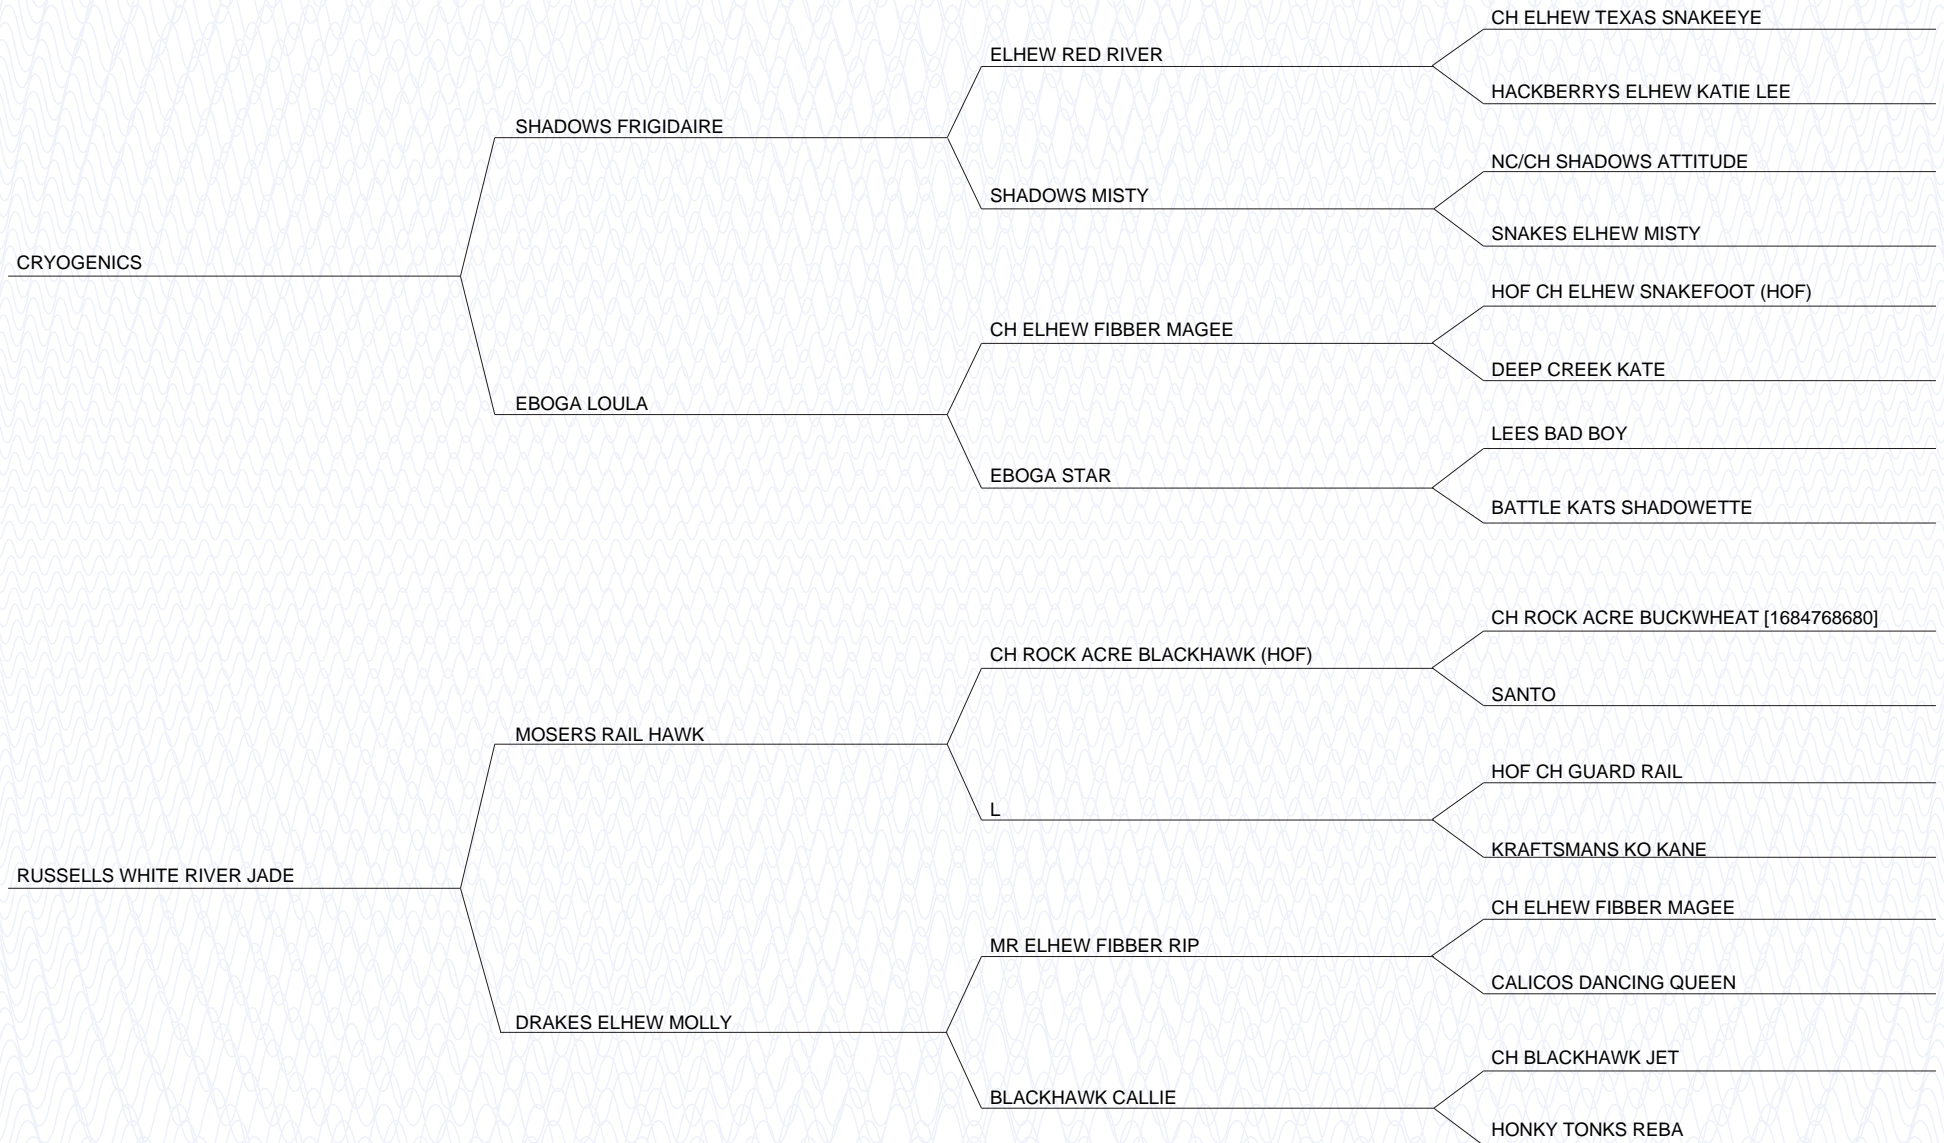 CH ELHEW TEXAS SNAKEEYE
ELHEW RED RIVER
HACKBERRYS ELHEW KATIE LEE
SHADOWS FRIGIDAIRE
NC/CH SHADOWS ATTITUDE
SHADOWS MISTY
SNAKES ELHEW MISTY
CRYOGENICS
HOF CH ELHEW SNAKEFOOT (HOF)
CH ELHEW FIBBER MAGEE
DEEP CREEK KATE
EBOGA LOULA
LEES BAD BOY
EBOGA STAR
BATTLE KATS SHADOWETTE
CH ROCK ACRE BUCKWHEAT [1684768680]
CH ROCK ACRE BLACKHAWK (HOF)
SANTO
MOSERS RAIL HAWK
HOF CH GUARD RAIL
L
KRAFTSMANS KO KANE
RUSSELLS WHITE RIVER JADE
CH ELHEW FIBBER MAGEE
MR ELHEW FIBBER RIP
CALICOS DANCING QUEEN
DRAKES ELHEW MOLLY
CH BLACKHAWK JET
BLACKHAWK CALLIE
HONKY TONKS REBA